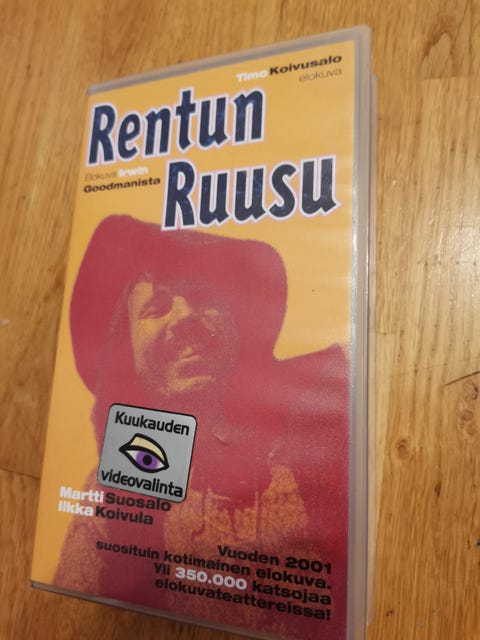 Timo Koivusalo
elokuva
Rentun
Elokuva Irwin
Goodmanista
Ruusu
Kuukauden
videovalinta
Martti Suosalo
Ilkka Koivula
Vuoden 2001
suosituin kotimainen elokuva.
Yli 350.000 katsojaa
elokuvateattereissa!